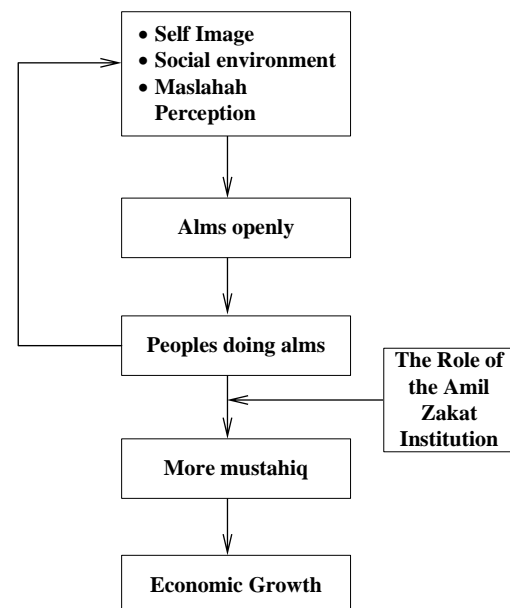 • Self Image
• Social environment
• Maslahah
Perception
Alms openly
Peoples doing alms
The Role of
the Amil
Zakat
Institution
More mustahiq
Economic Growth